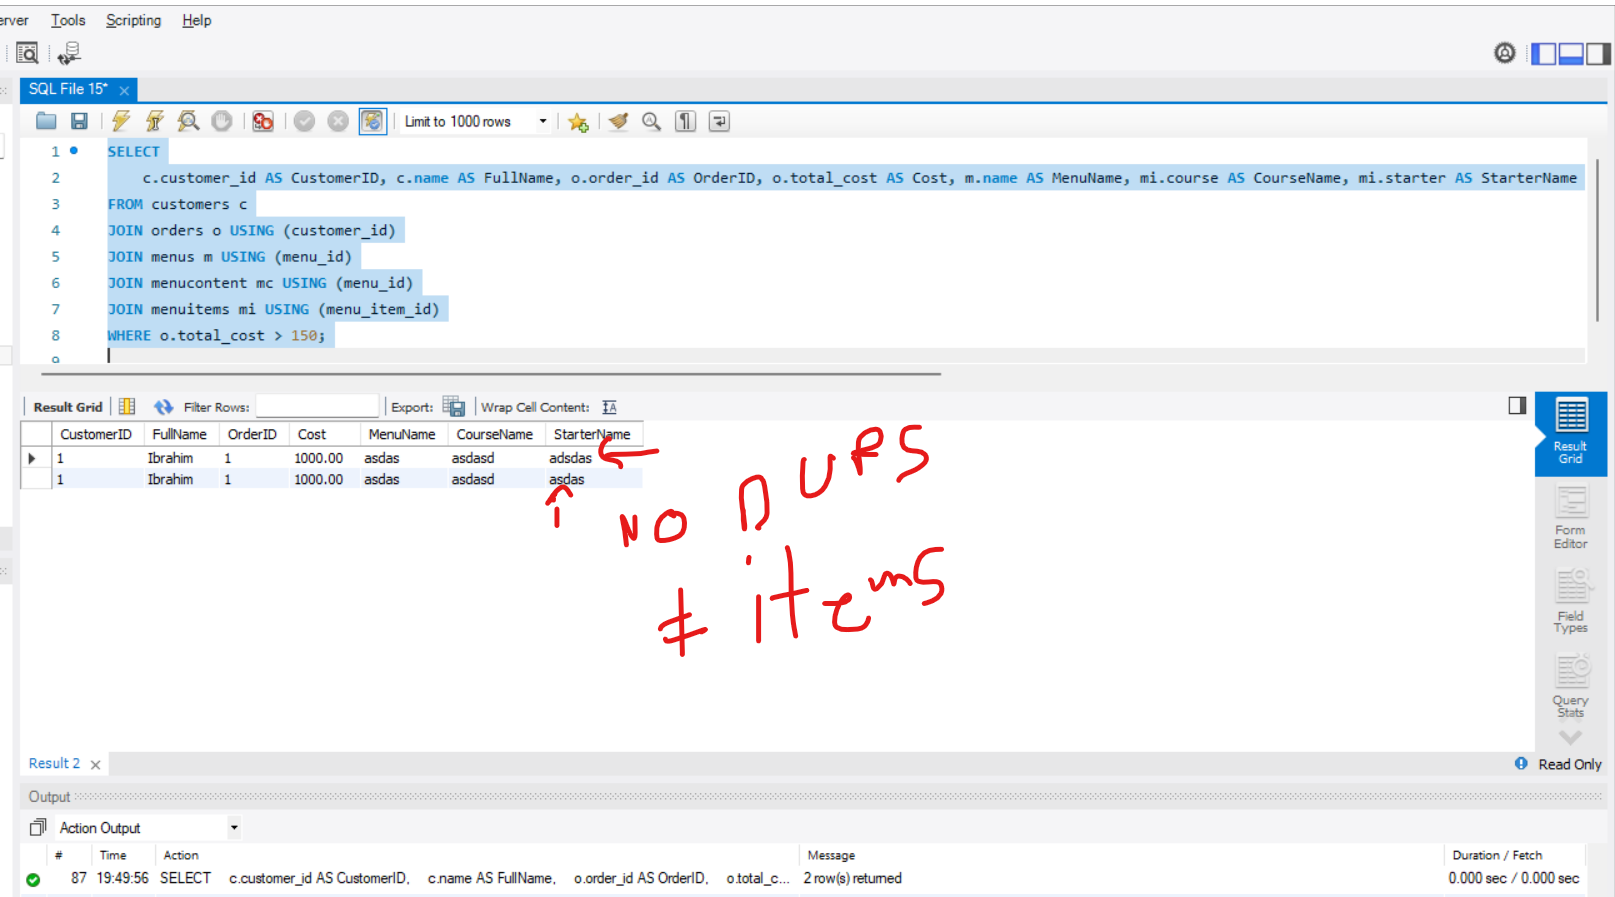 erver Tools Scripting Help
SQL File 15*
Limit to 1000 rows
1 SELECT
2 c.customer_id AS CustomerID, c.name AS FullName, o.order_id AS OrderID, o.total_cost AS Cost, m.name AS MenuName, mi.course AS CourseName, mi.starter AS StarterName
3 FROM customers c
4 JOIN orders o USING (customer_id)
5 JOIN menus m USING (menu_id)
6 JOIN menucontent mc USING (menu_id)
7 JOIN menuitems mi USING (menu_item_id)
8 WHERE o.total_cost > 150;
9
Result Grid Filter Rows: Export: Wrap Cell Content:
CustomerID FullName OrderID Cost MenuName CourseName StarterName
1 Ibrahim 1 1000.00 asdas asdasd adsdas
1 Ibrahim 1 1000.00 asdas asdasd asdas
NO DUPS
≠ items
Result
Grid
Form
Editor
Field
Types
Query
Stats
Result 2
Read Only
Output
Action Output
# Time Action Message Duration / Fetch
87 19:49:56 SELECT c.customer_id AS CustomerID, c.name AS FullName, o.order_id AS OrderID, o.total_c... 2 row(s) returned 0.000 sec / 0.000 sec